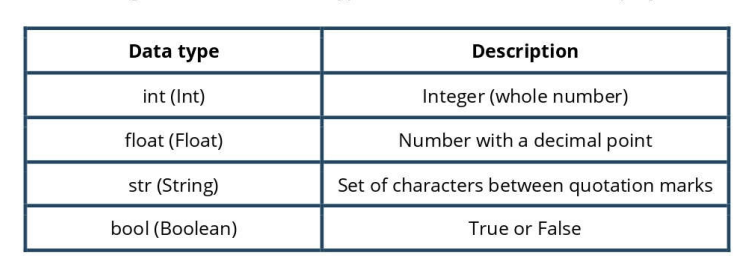 Data type Description
int (Int) Integer (whole number)
float (Float) Number with a decimal point
str (String) Set of characters between quotation marks
bool (Boolean) True or False